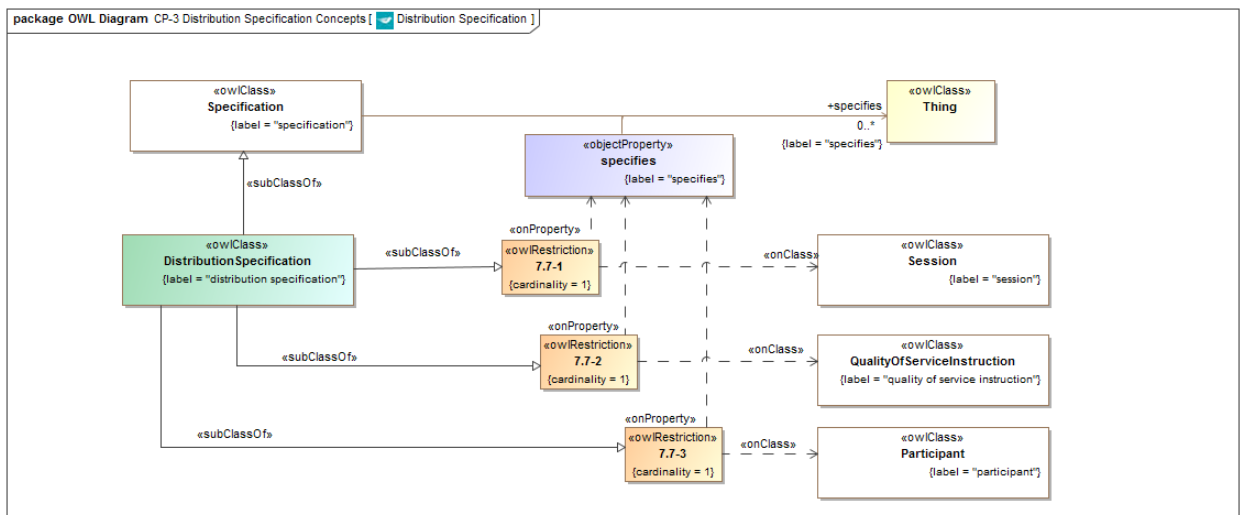 package OWL Diagram CP-3 Distribution Specification Concepts [ Distribution Specification ]
«owlClass»
Specification
{label = "specification"}
+specifies
0..*
{label = "specifies"}
«owlClass»
Thing
«objectProperty»
specifies
{label = "specifies"}
«subClassOf»
«owlClass»
DistributionSpecification
{label = "distribution specification"}
«subClassOf»
«onProperty»
«owlRestriction»
7.7-1
{cardinality = 1}
«onClass»
«owlClass»
Session
{label = "session"}
«subClassOf»
«onProperty»
«owlRestriction»
7.7-2
{cardinality = 1}
«onClass»
«owlClass»
QualityOfServiceInstruction
{label = "quality of service instruction"}
«subClassOf»
«onProperty»
«owlRestriction»
7.7-3
{cardinality = 1}
«onClass»
«owlClass»
Participant
{label = "participant"}